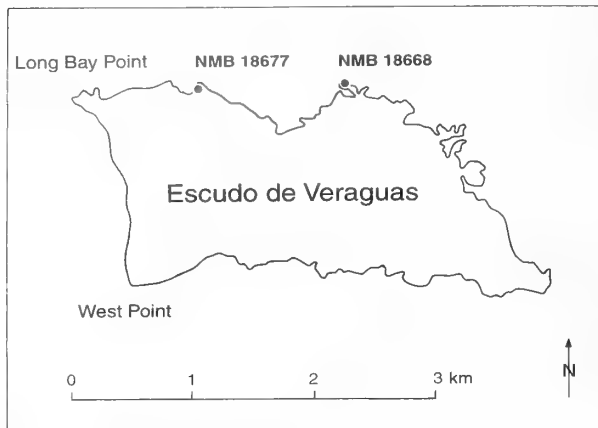 Long Bay Point
NMB 18677
NMB 18668
Escudo de Veraguas
West Point
0 1 2 3 km
N